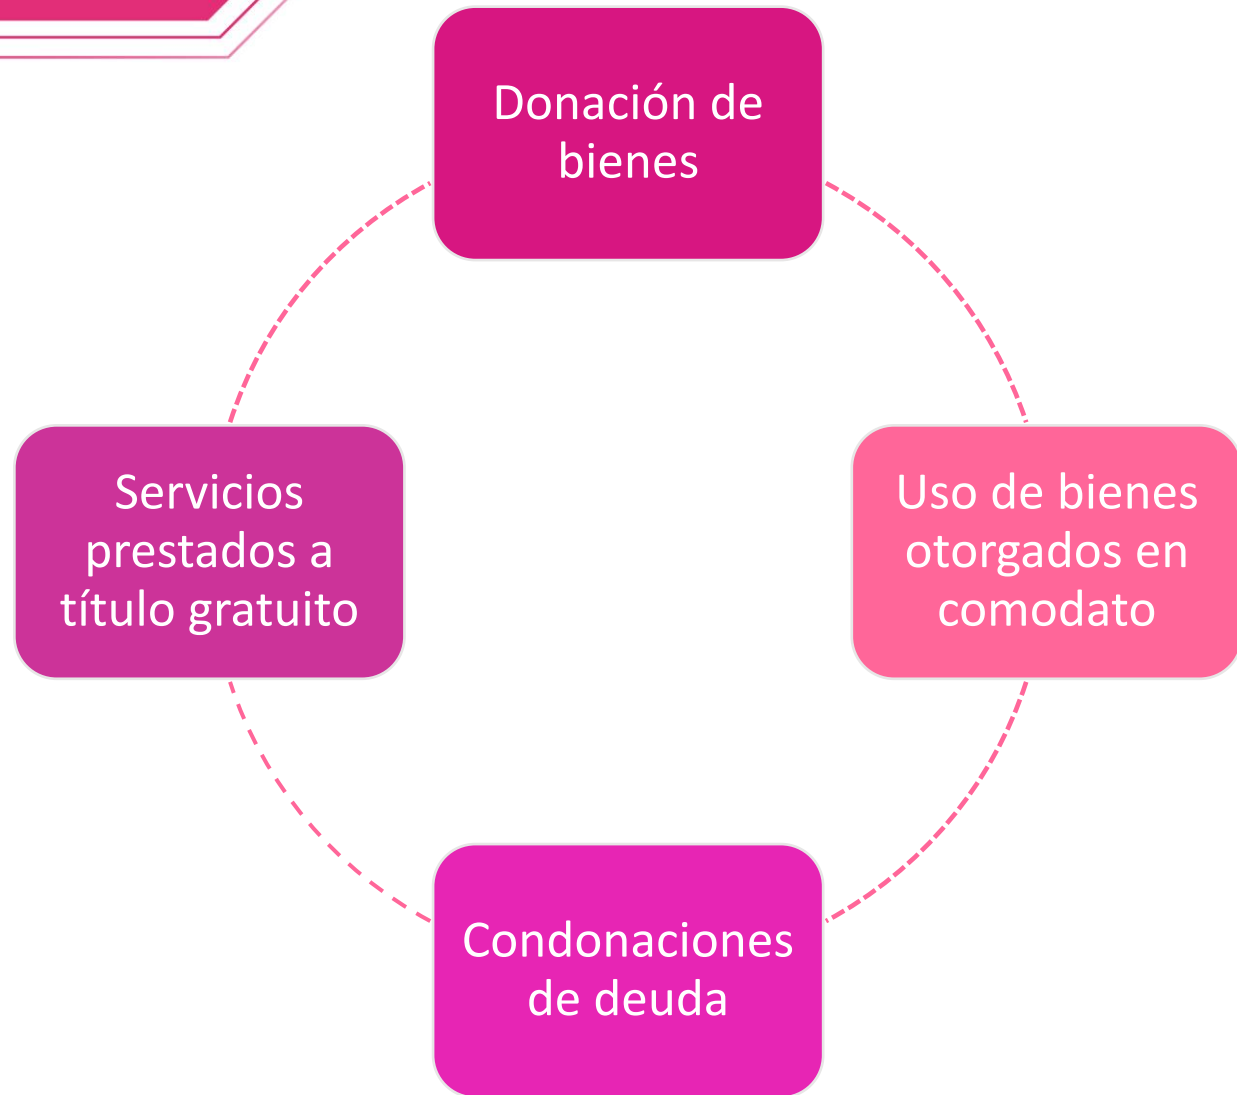 Donación de
bienes
Uso de bienes
otorgados en
comodato
Condonaciones
de deuda
Servicios
prestados a
título gratuito